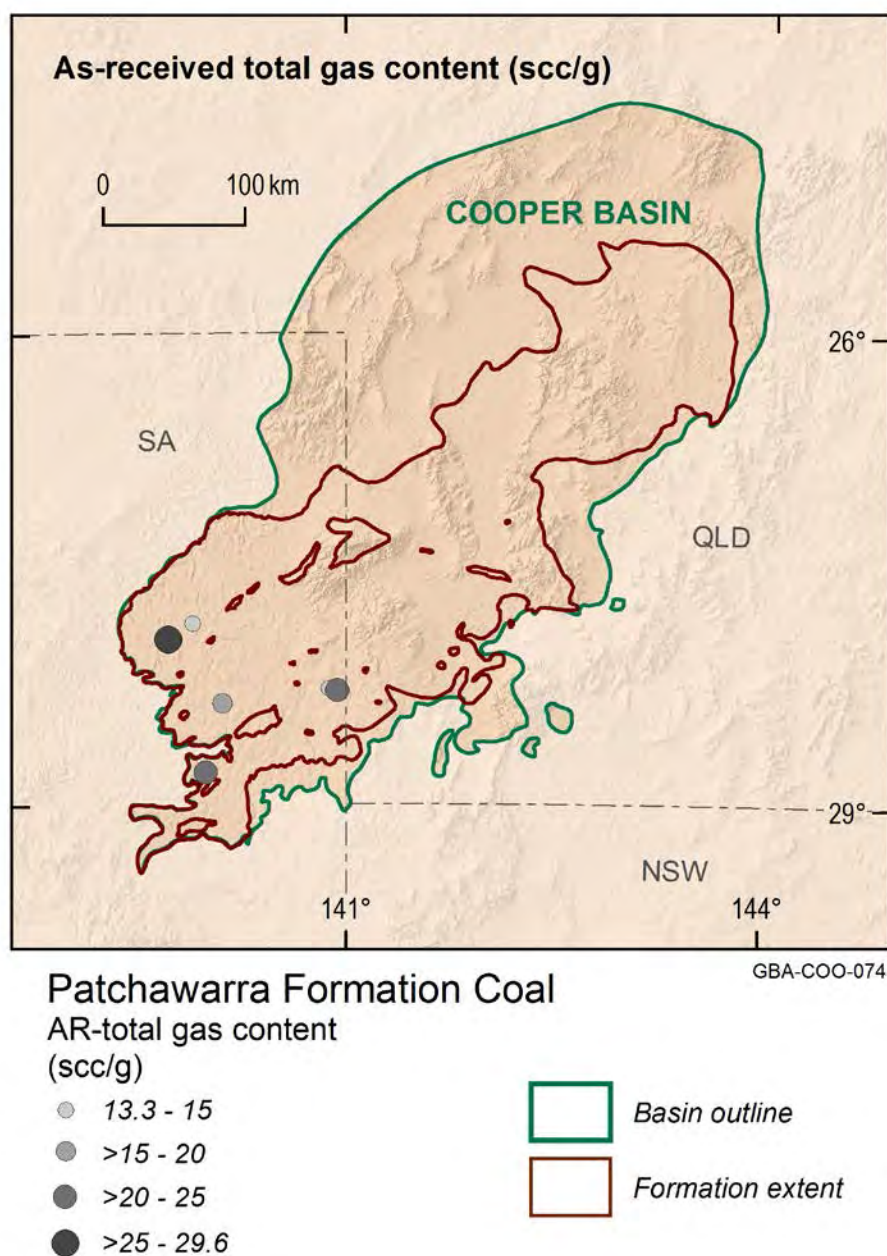 As-received total gas content (scc/g)
0 100 km
COOPER BASIN
26°
SA
QLD
29°
NSW
141° 144°
GBA-COO-074
Patchawarra Formation Coal
AR-total gas content
(scc/g)
13.3 - 15
>15 - 20
>20 - 25
>25 - 29.6
Basin outline
Formation extent